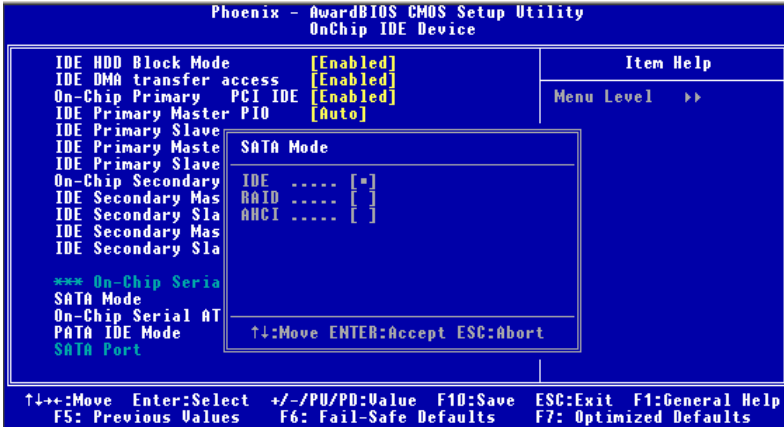 Phoenix - AwardBIOS CMOS Setup Utility
OnChip IDE Device
IDE HDD Block Mode [Enabled]
IDE DMA transfer access [Enabled]
On-Chip Primary PCI IDE [Enabled]
IDE Primary Master PIO [Auto]
IDE Primary Slave
IDE Primary Maste
IDE Primary Slave
On-Chip Secondary
IDE Secondary Mas
IDE Secondary Sla
IDE Secondary Mas
IDE Secondary Sla
*** On-Chip Seria
SATA Mode
On-Chip Serial AT
PATA IDE Mode
SATA Port
SATA Mode
IDE ..... [▪]
RAID ..... [ ]
AHCI ..... [ ]
↑↓:Move ENTER:Accept ESC:Abort
Item Help
Menu Level ▸▸
↑↓→←:Move Enter:Select +/-/PU/PD:Value F10:Save ESC:Exit F1:General Help
F5: Previous Values F6: Fail-Safe Defaults F7: Optimized Defaults